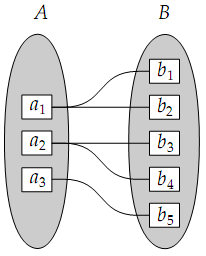 A B
b₁
a₁ b₂
a₂ b₃
a₃ b₄
b₅